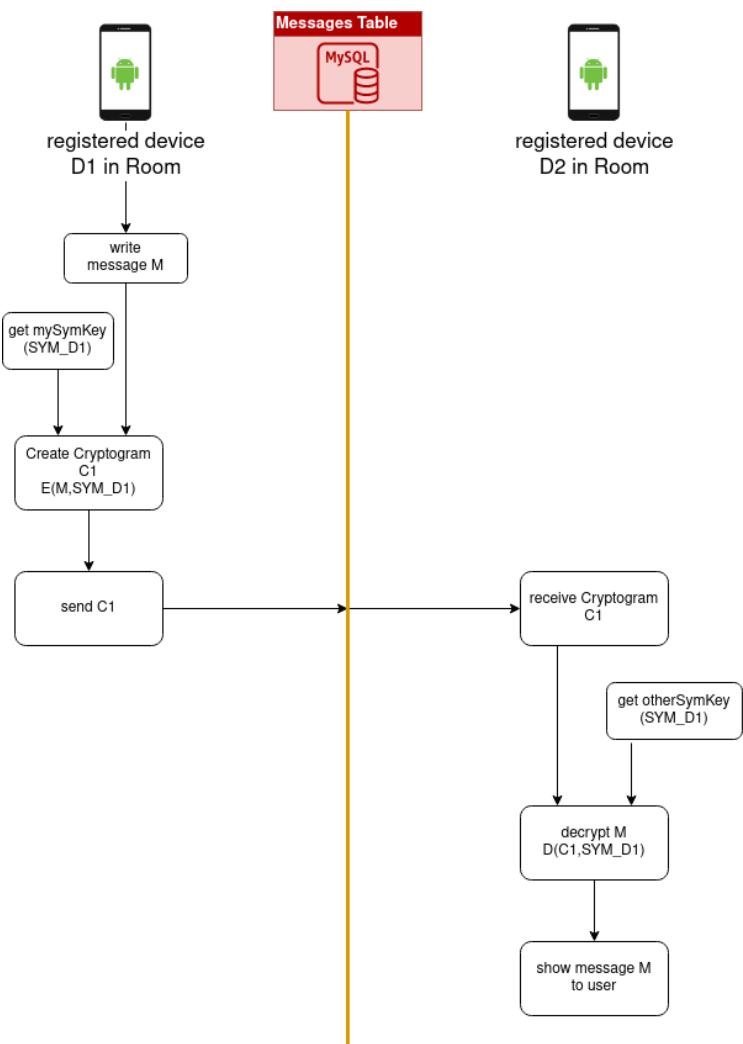 Messages Table
MySQL
registered device
D1 in Room
registered device
D2 in Room
write
message M
get mySymKey
(SYM_D1)
Create Cryptogram
C1
E(M,SYM_D1)
send C1
receive Cryptogram
C1
get otherSymKey
(SYM_D1)
decrypt M
D(C1,SYM_D1)
show message M
to user